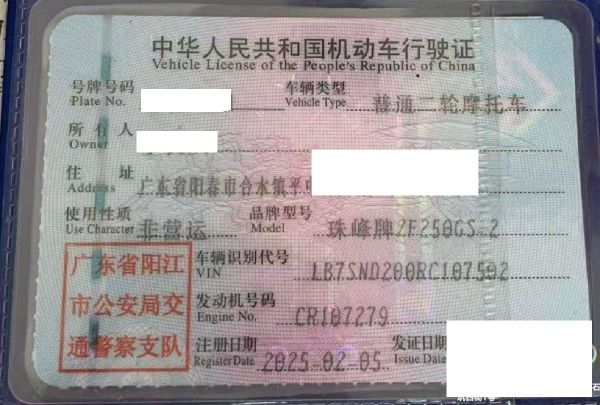 中华人民共和国机动车行驶证
Vehicle License of the People's Republic of China
号牌号码 车辆类型 普通二轮摩托车
Plate No. Vehicle Type
所有人
Owner
住址 广东省阳春市合水镇平中
Address
使用性质 非营运 品牌型号 珠峰牌ZF250GS-2
Use Character Model
广东省阳江 车辆识别代号 LB7SND200RC107592
VIN
市公安局交 发动机号码 CR107279
Engine No.
通警察支队 注册日期 2025-02-05 发证日期
Register Date Issue Date